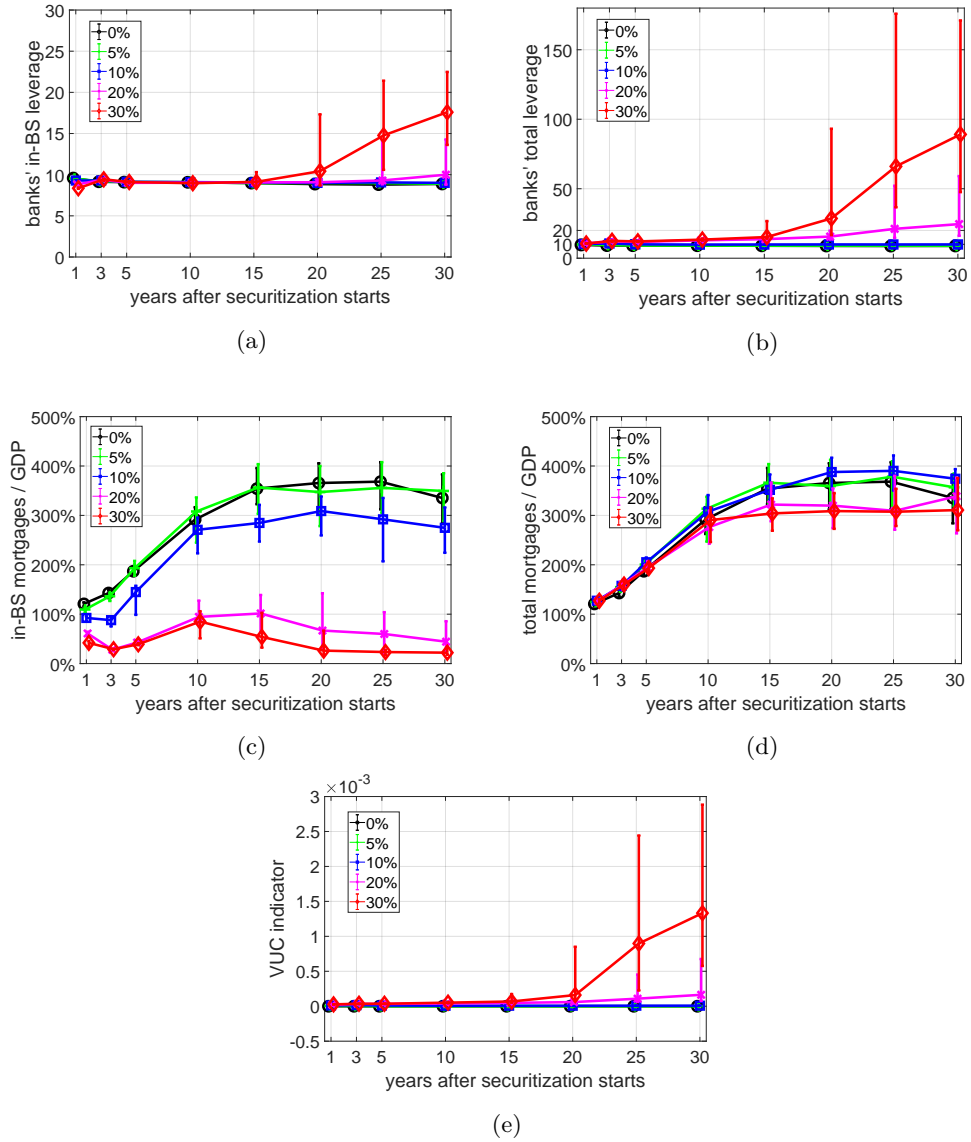 30
25
20
15
10
5
0
banks' in-BS leverage
0%
5%
10%
20%
30%
1 3 5 10 15 20 25 30
years after securitization starts
(a)
150
100
50
20
10
0
banks' total leverage
0%
5%
10%
20%
30%
1 3 5 10 15 20 25 30
years after securitization starts
(b)
500%
400%
300%
200%
100%
0%
in-BS mortgages / GDP
0%
5%
10%
20%
30%
1 3 5 10 15 20 25 30
years after securitization starts
(c)
500%
400%
300%
200%
100%
0%
total mortgages / GDP
0%
5%
10%
20%
30%
1 3 5 10 15 20 25 30
years after securitization starts
(d)
×10⁻³
3
2.5
2
1.5
1
0.5
0
-0.5
VUC indicator
0%
5%
10%
20%
30%
1 3 5 10 15 20 25 30
years after securitization starts
(e)